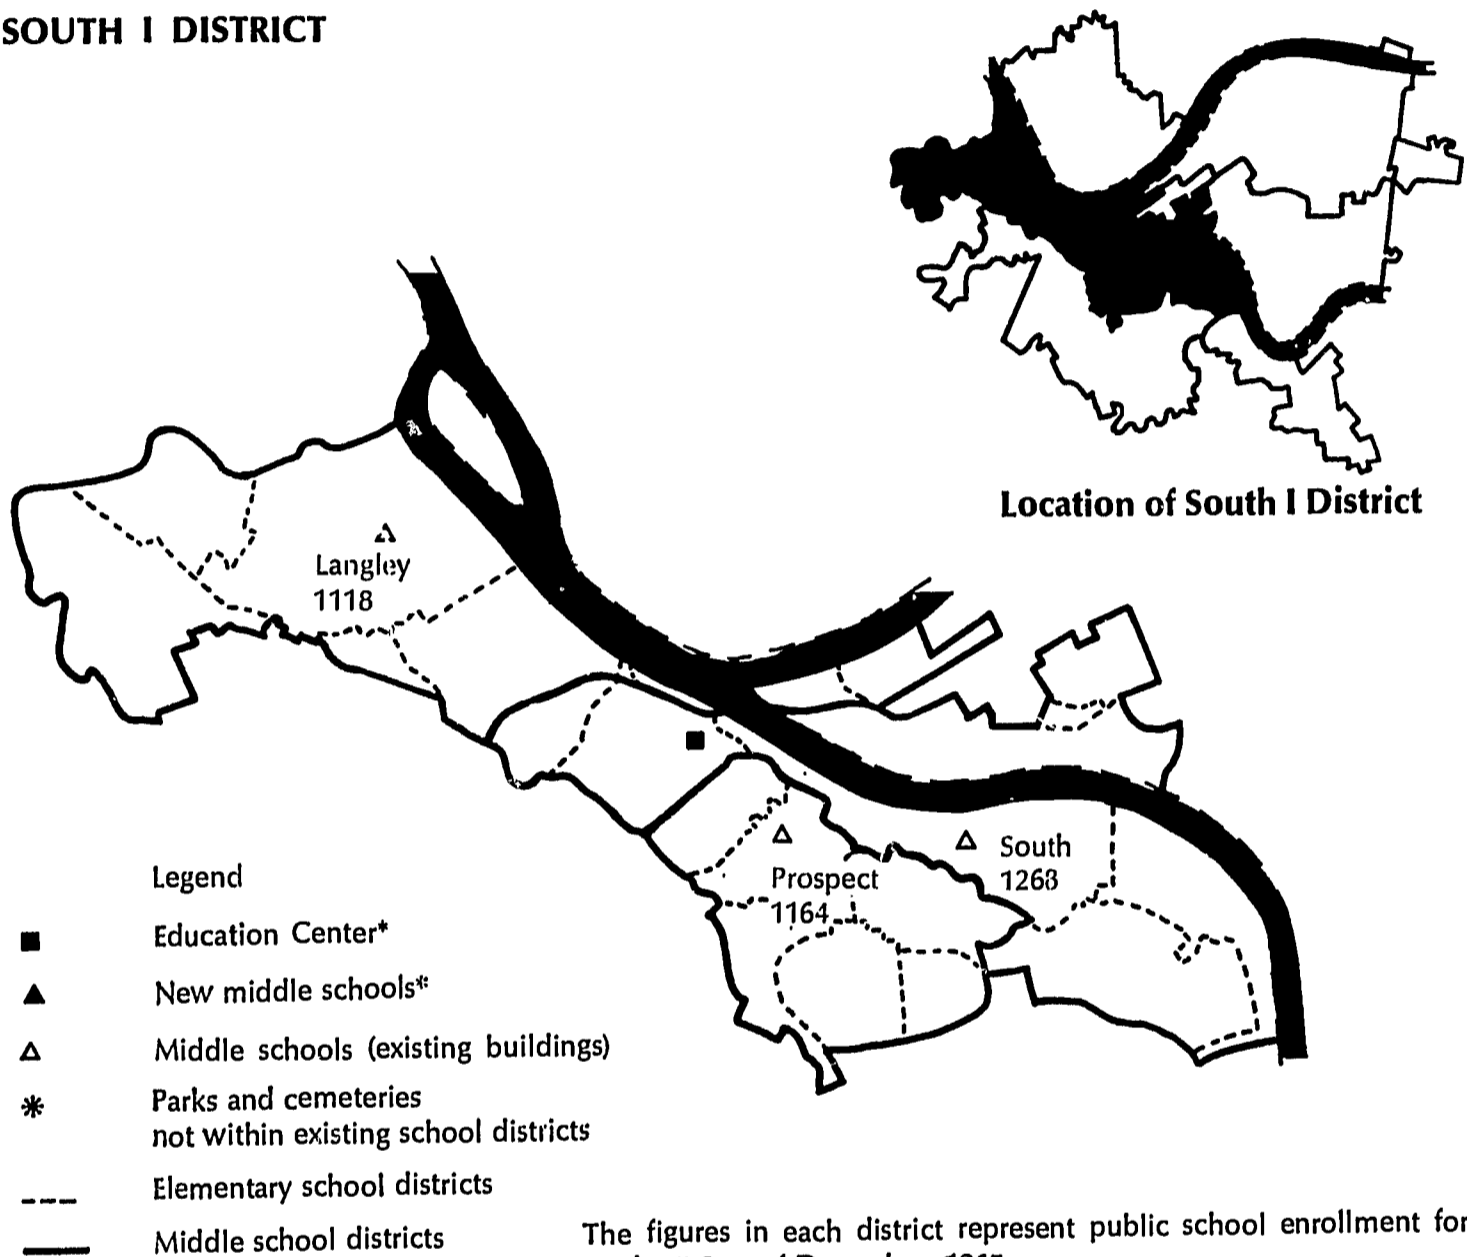 SOUTH I DISTRICT
Location of South I District
Langley
1118
South
1268
Prospect
1164
Legend
Education Center*
New middle schools*
Middle schools (existing buildings)
Parks and cemeteries
not within existing school districts
Elementary school districts
Middle school districts
The figures in each district represent public school enrollment for